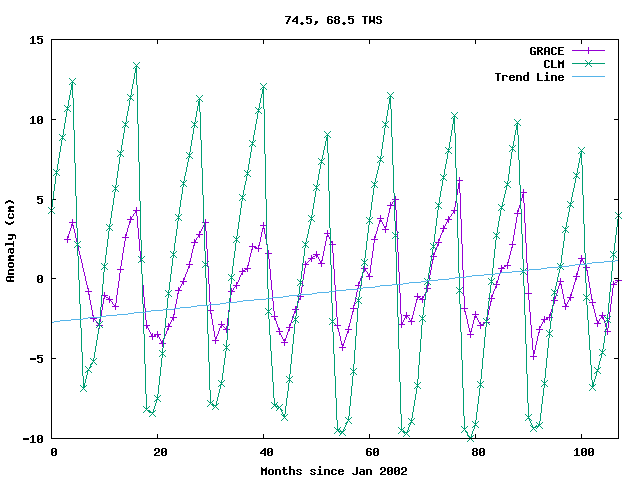 74.5, 68.5 TWS
GRACE
CLM
Trend Line
15
10
5
0
-5
-10
Anomaly (cm)
0 20 40 60 80 100
Months since Jan 2002